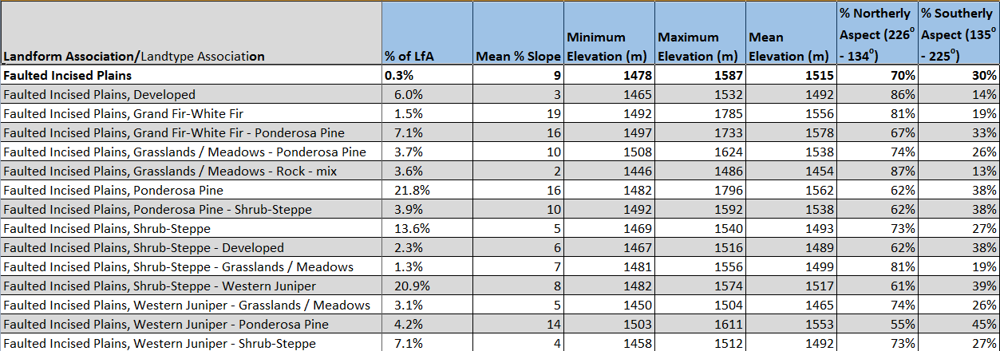 Landform Association/Landtype Association % of LfA Mean % Slope Minimum Elevation (m) Maximum Elevation (m) Mean Elevation (m) % Northerly Aspect (226° - 134°) % Southerly Aspect (135° - 225°)
Faulted Incised Plains 0.3% 9 1478 1587 1515 70% 30%
Faulted Incised Plains, Developed 6.0% 3 1465 1532 1492 86% 14%
Faulted Incised Plains, Grand Fir-White Fir 1.5% 19 1492 1785 1556 81% 19%
Faulted Incised Plains, Grand Fir-White Fir - Ponderosa Pine 7.1% 16 1497 1733 1578 67% 33%
Faulted Incised Plains, Grasslands / Meadows - Ponderosa Pine 3.7% 10 1508 1624 1538 74% 26%
Faulted Incised Plains, Grasslands / Meadows - Rock - mix 3.6% 2 1446 1486 1454 87% 13%
Faulted Incised Plains, Ponderosa Pine 21.8% 16 1482 1796 1562 62% 38%
Faulted Incised Plains, Ponderosa Pine - Shrub-Steppe 3.9% 10 1492 1592 1538 62% 38%
Faulted Incised Plains, Shrub-Steppe 13.6% 5 1469 1540 1493 73% 27%
Faulted Incised Plains, Shrub-Steppe - Developed 2.3% 6 1467 1516 1489 62% 38%
Faulted Incised Plains, Shrub-Steppe - Grasslands / Meadows 1.3% 7 1481 1556 1499 81% 19%
Faulted Incised Plains, Shrub-Steppe - Western Juniper 20.9% 8 1482 1574 1517 61% 39%
Faulted Incised Plains, Western Juniper - Grasslands / Meadows 3.1% 5 1450 1504 1465 74% 26%
Faulted Incised Plains, Western Juniper - Ponderosa Pine 4.2% 14 1503 1611 1553 55% 45%
Faulted Incised Plains, Western Juniper - Shrub-Steppe 7.1% 4 1458 1512 1492 73% 27%